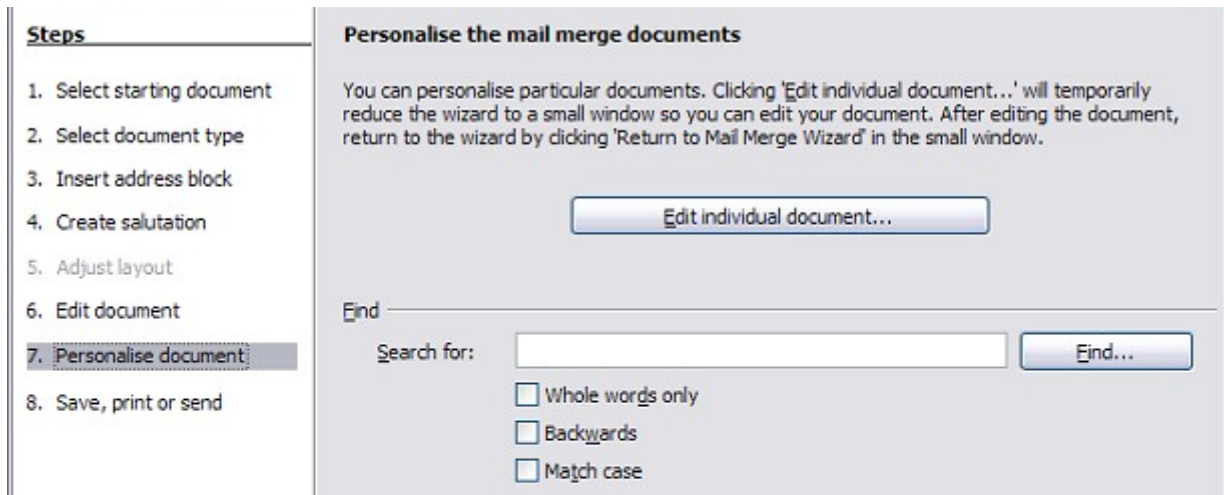 Steps
1. Select starting document
2. Select document type
3. Insert address block
4. Create salutation
5. Adjust layout
6. Edit document
7. Personalise document
8. Save, print or send
Personalise the mail merge documents
You can personalise particular documents. Clicking 'Edit individual document...' will temporarily
reduce the wizard to a small window so you can edit your document. After editing the document,
return to the wizard by clicking 'Return to Mail Merge Wizard' in the small window.
Edit individual document...
Find
Search for:
Find...
Whole words only
Backwards
Match case